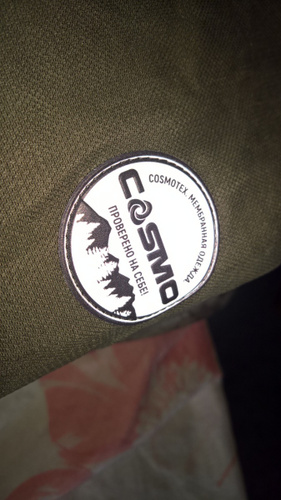 COSMOTEX. МЕМБРАННАЯ ОДЕЖДА.
COSMO
ПРОВЕРЕНО НА СЕБЕ!